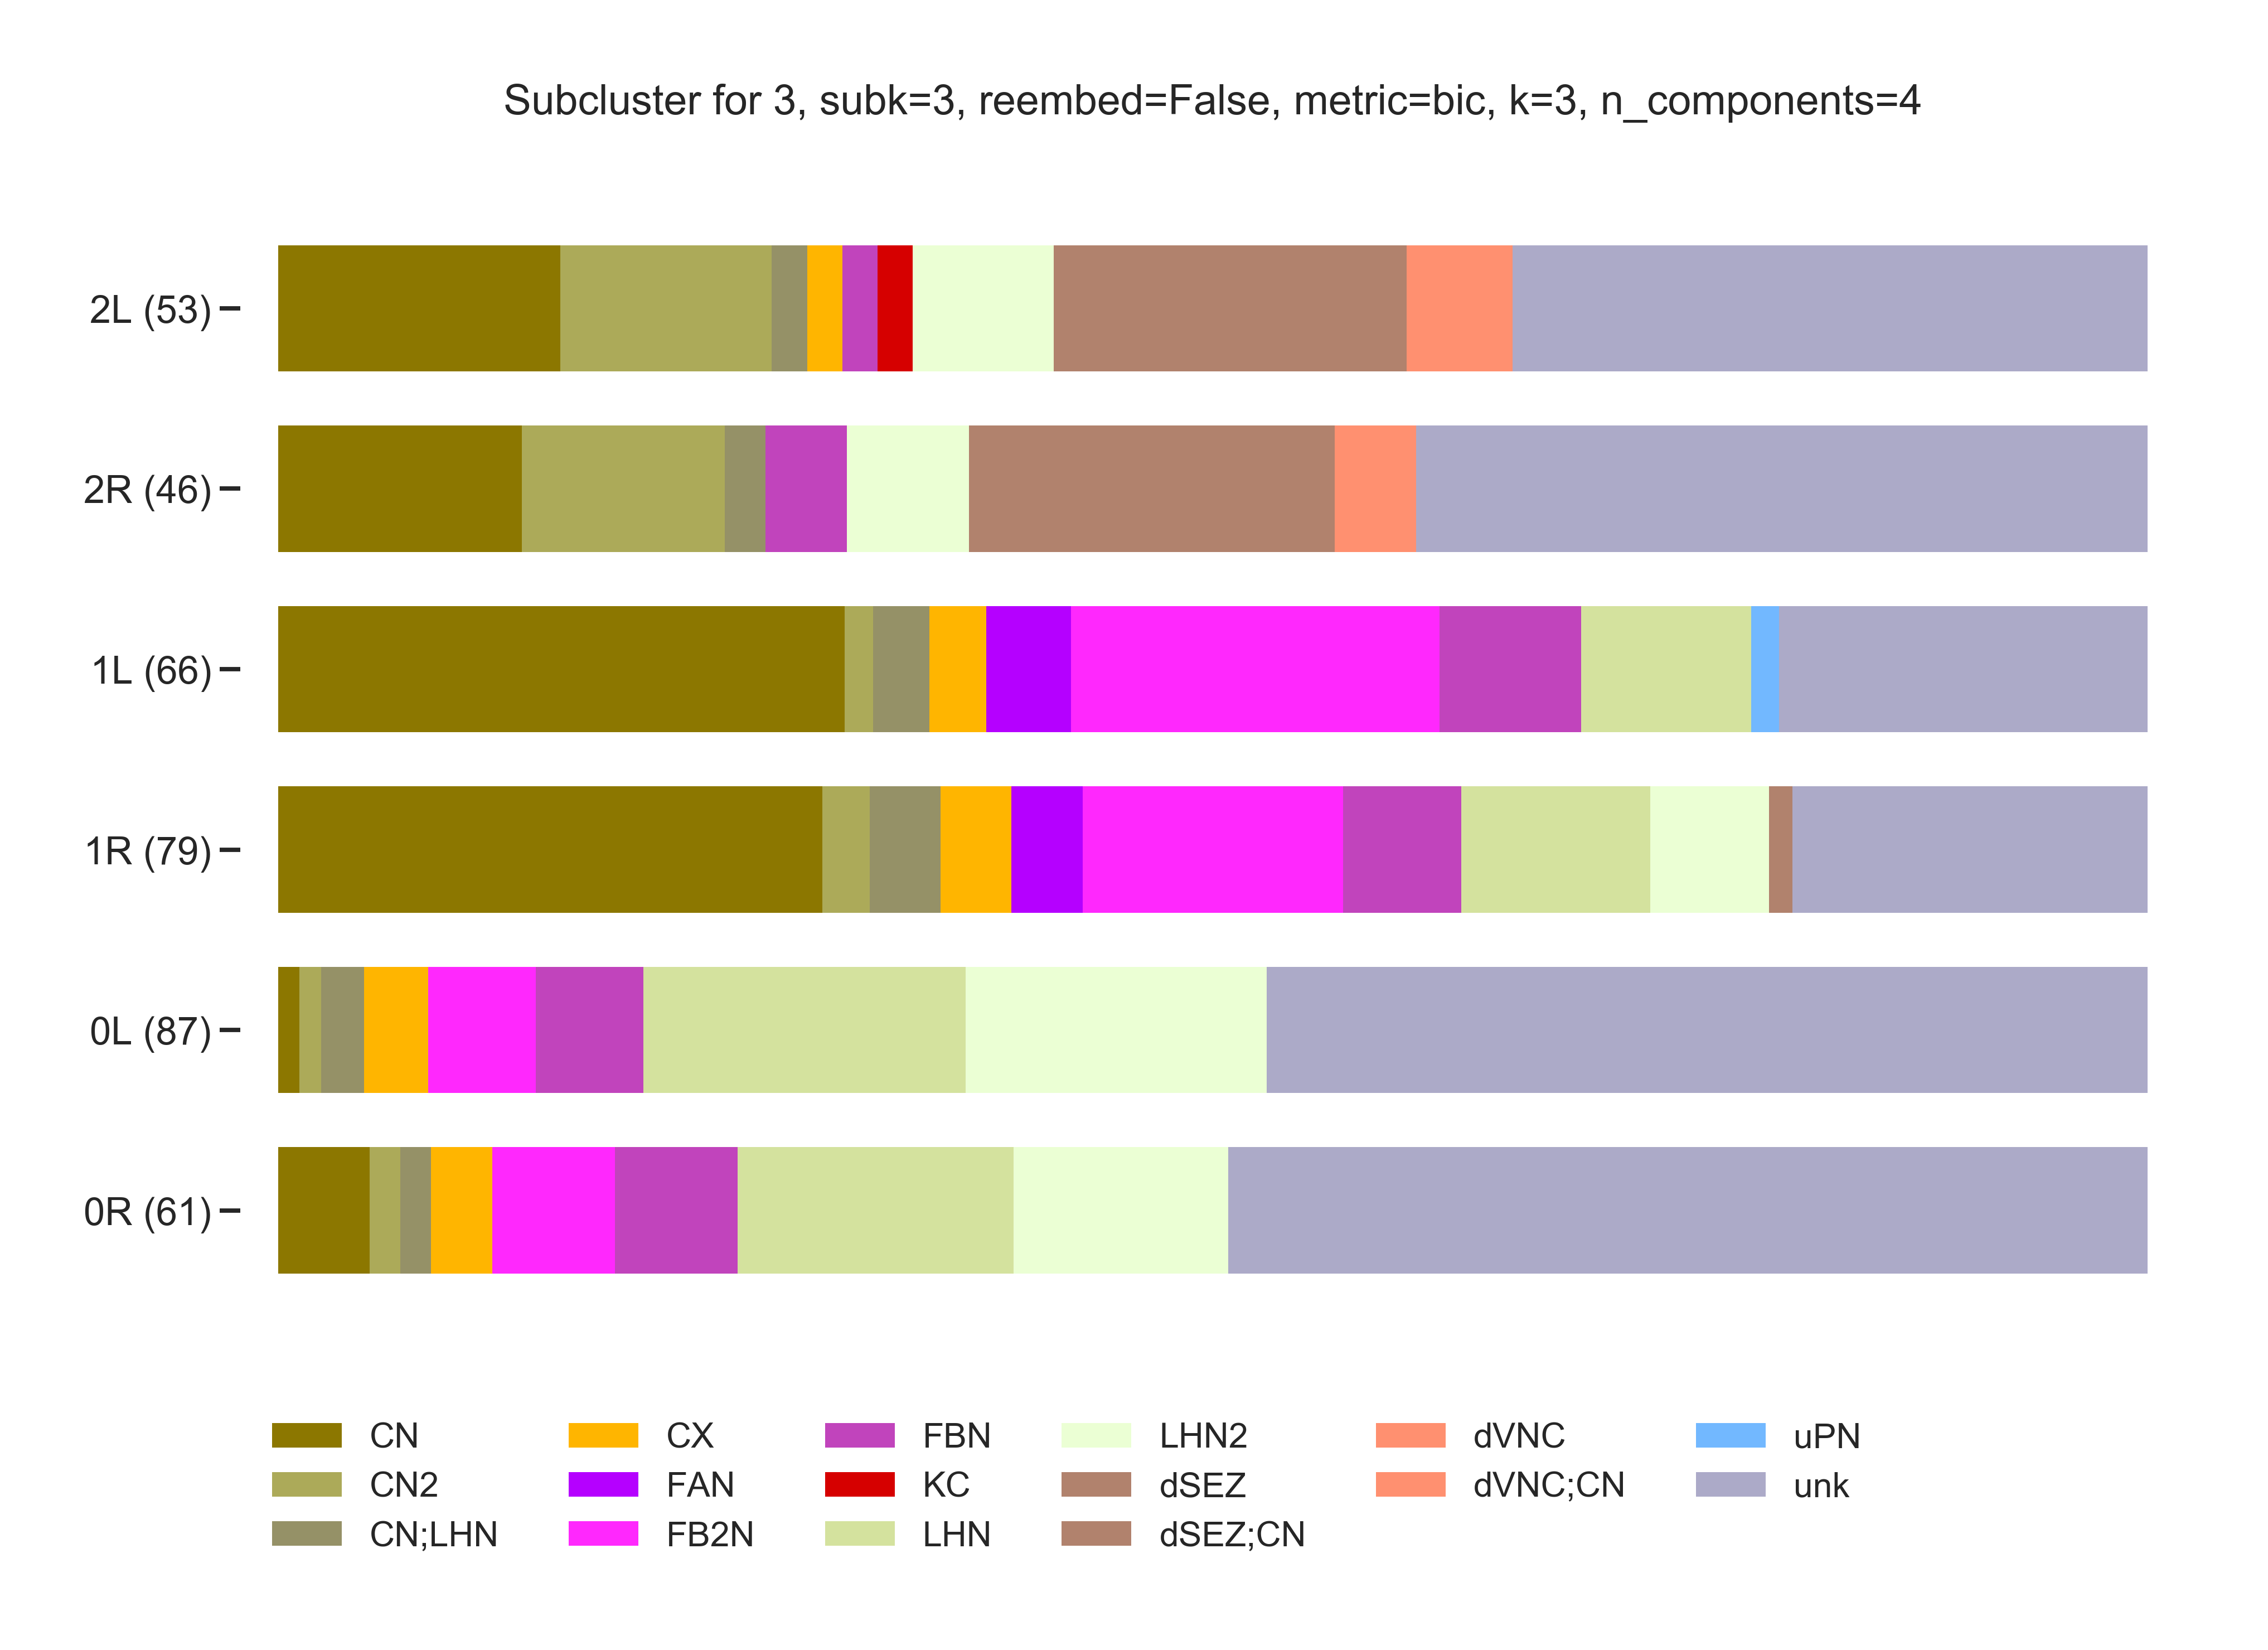 Subcluster for 3, subk=3, reembed=False, metric=bic, k=3, n_components=4
2L (53)
2R (46)
1L (66)
1R (79)
0L (87)
0R (61)
CN CX FBN LHN2 dVNC uPN
CN2 FAN KC dSEZ dVNC;CN unk
CN;LHN FB2N LHN dSEZ;CN